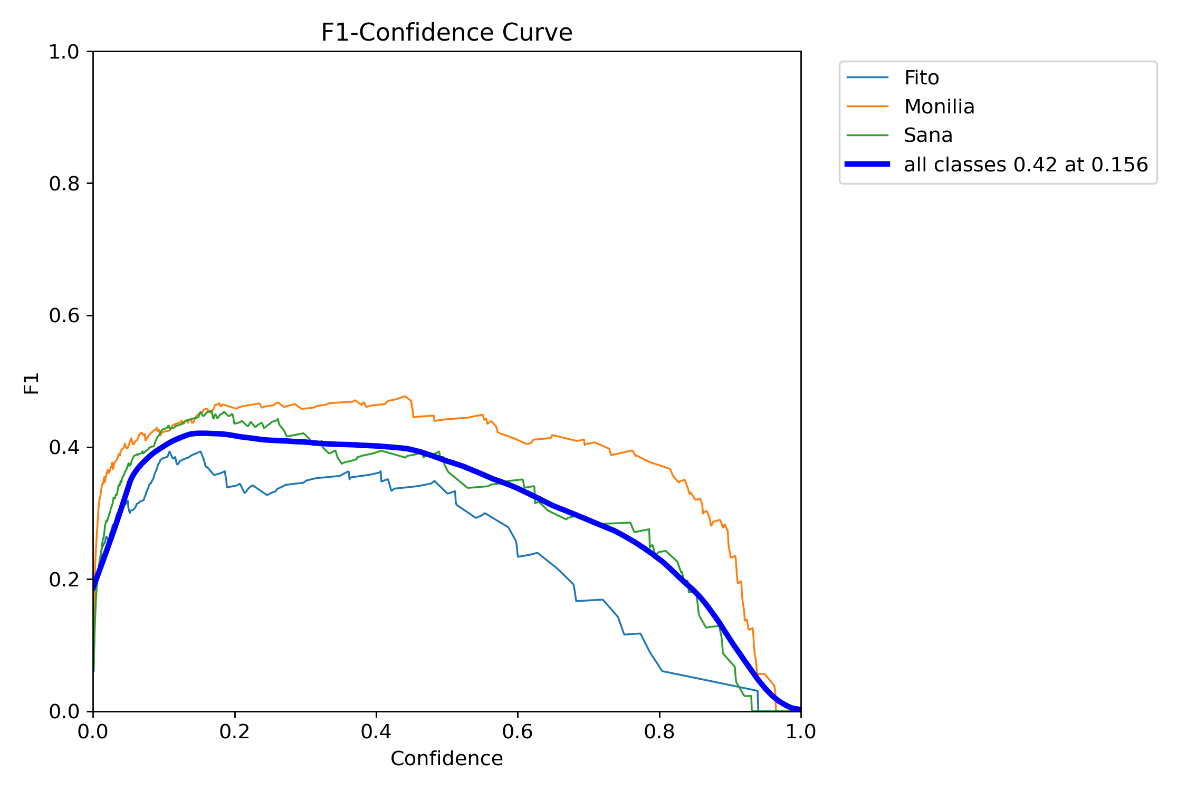 F1-Confidence Curve
1.0
0.8
0.6
0.4
0.2
0.0
F1
0.0 0.2 0.4 0.6 0.8 1.0
Confidence
Fito
Monilia
Sana
all classes 0.42 at 0.156